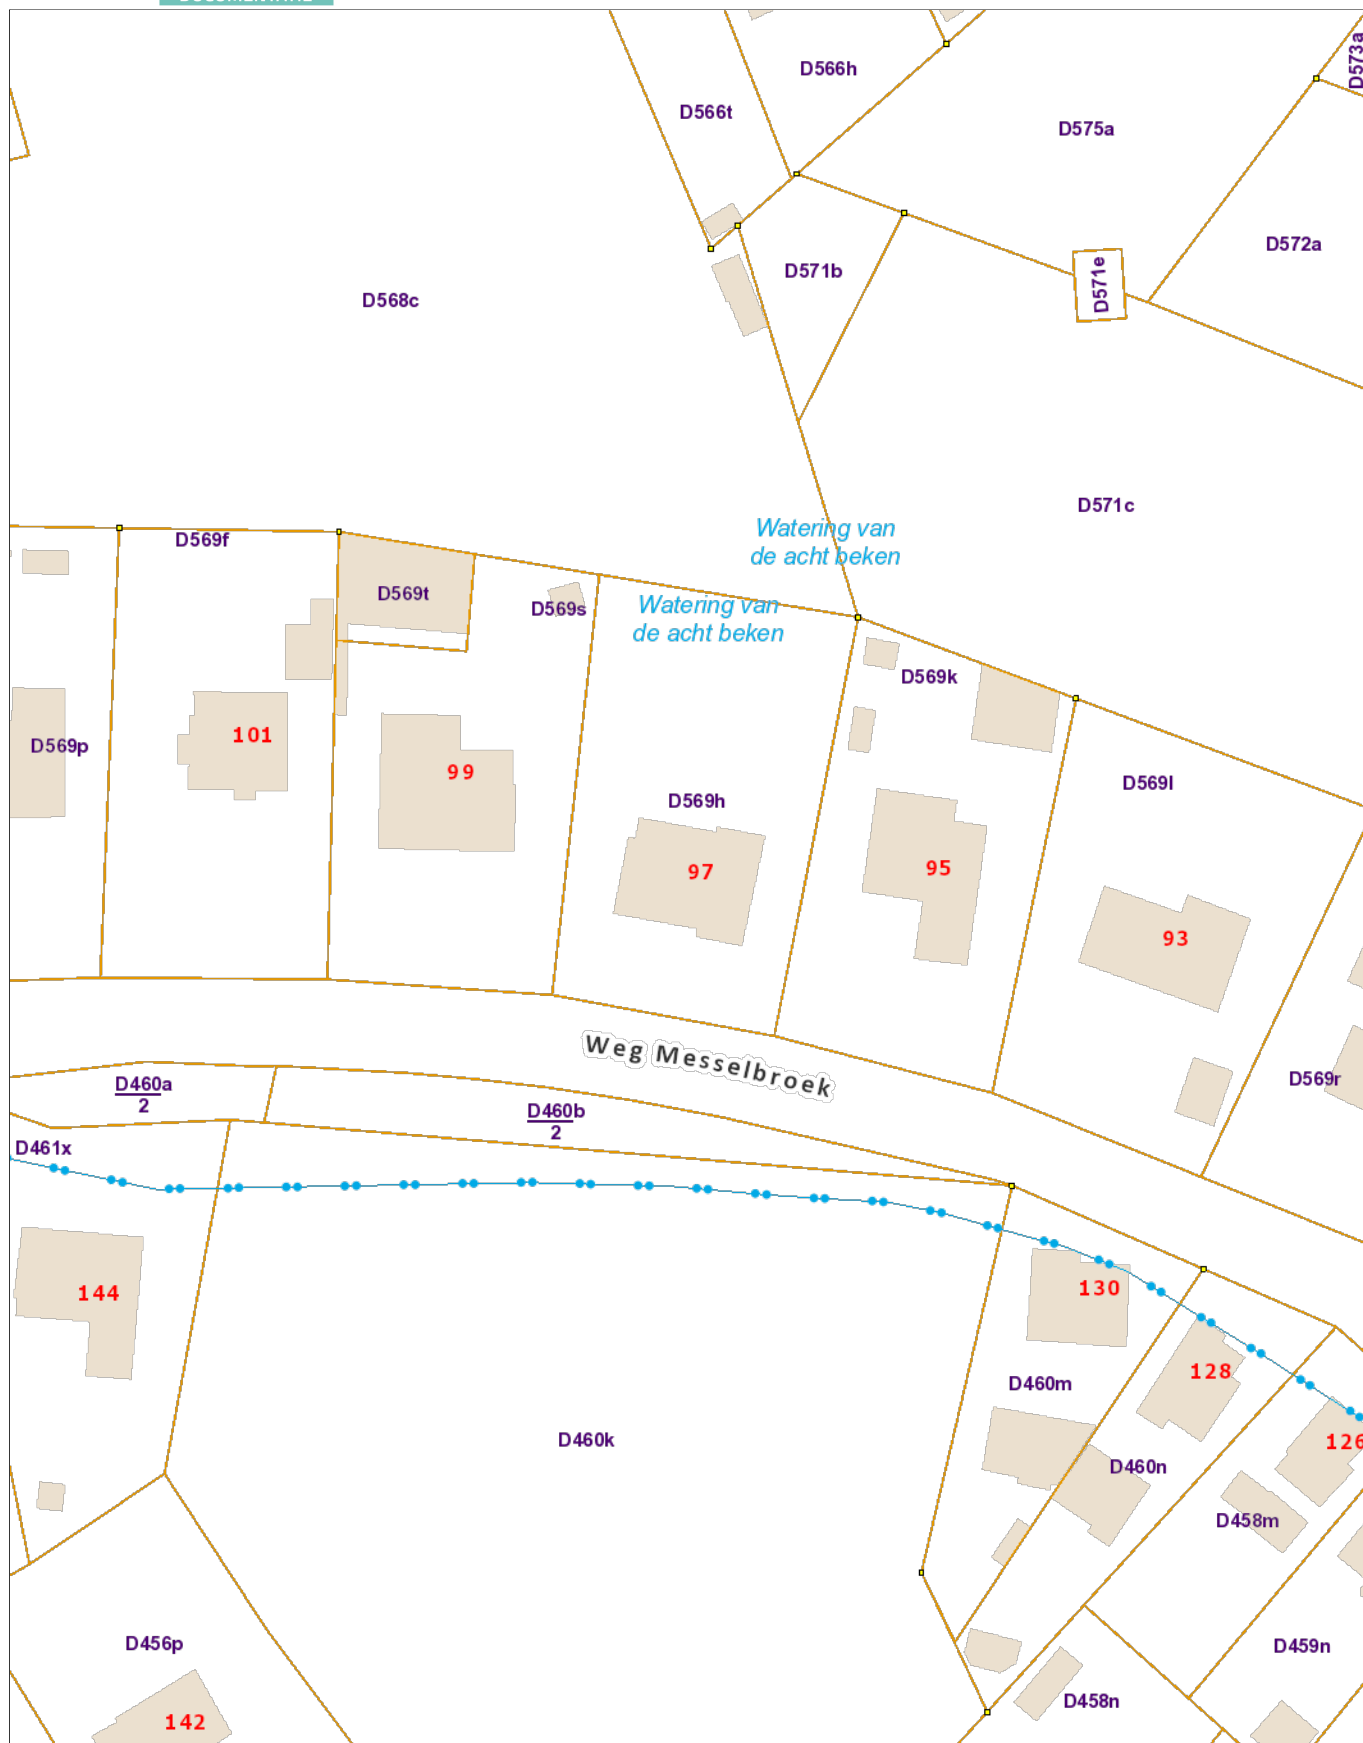 D566h
D573a
D566t
D575a
D572a
D571b
D571e
D568c
D571c
Watering van
de acht beken
D569f
D569t
D569s
Watering van
de acht beken
D569k
101
D569p
99
D569l
D569h
97
95
93
Weg Messelbroek
D569r
D460a
2
D460b
2
D461x
144
130
128
D460m
D460k
126
D460n
D458m
D456p
D459n
D458n
142